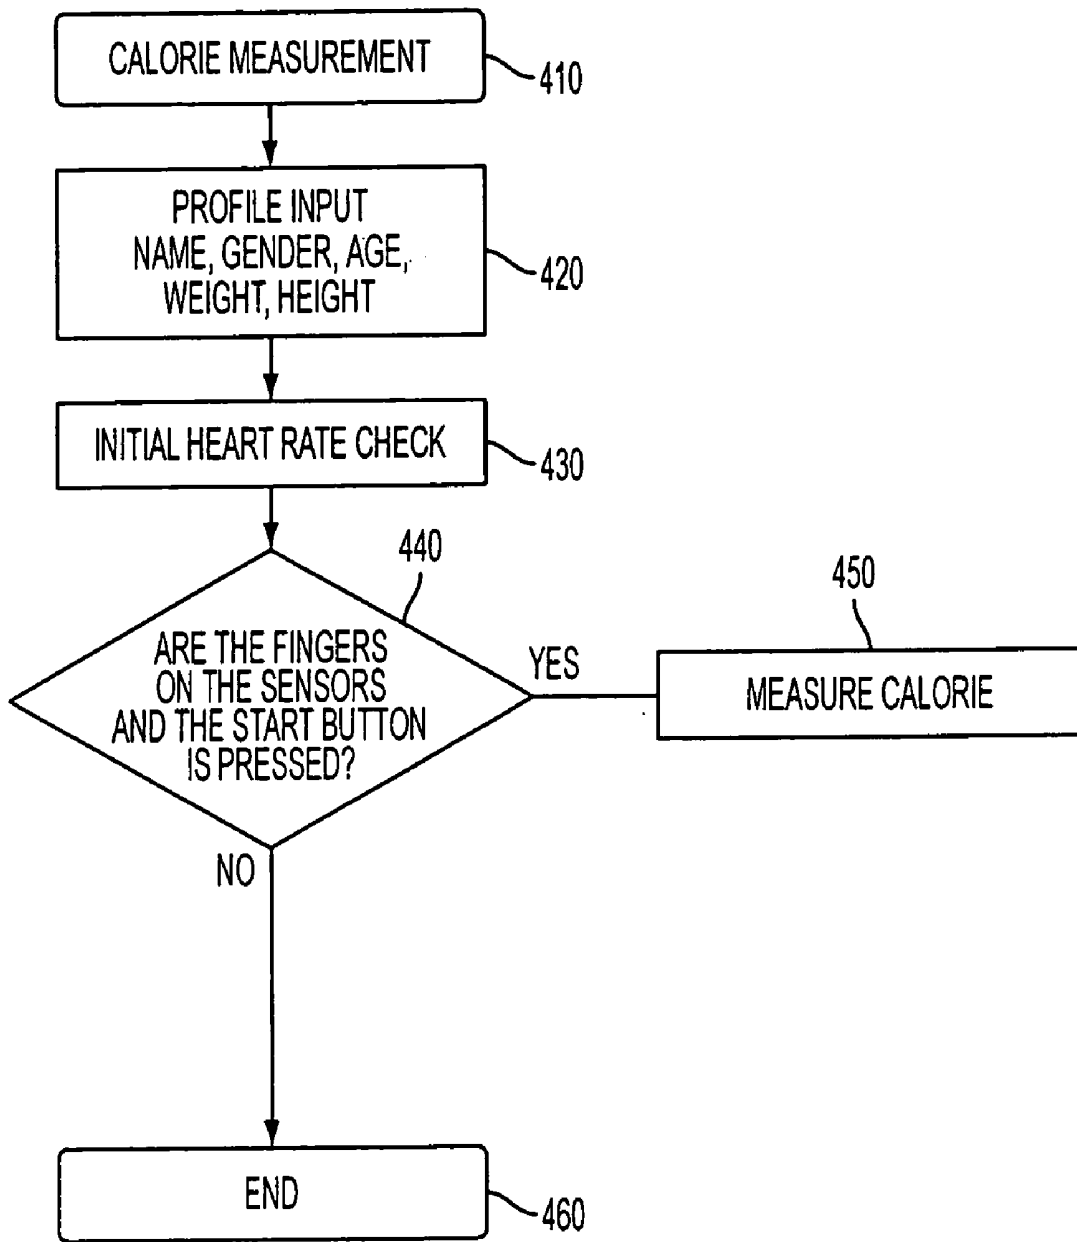 CALORIE MEASUREMENT
410
PROFILE INPUT
NAME, GENDER, AGE,
WEIGHT, HEIGHT
420
INITIAL HEART RATE CHECK
430
440
ARE THE FINGERS
ON THE SENSORS
AND THE START BUTTON
IS PRESSED?
YES
450
MEASURE CALORIE
NO
END
460